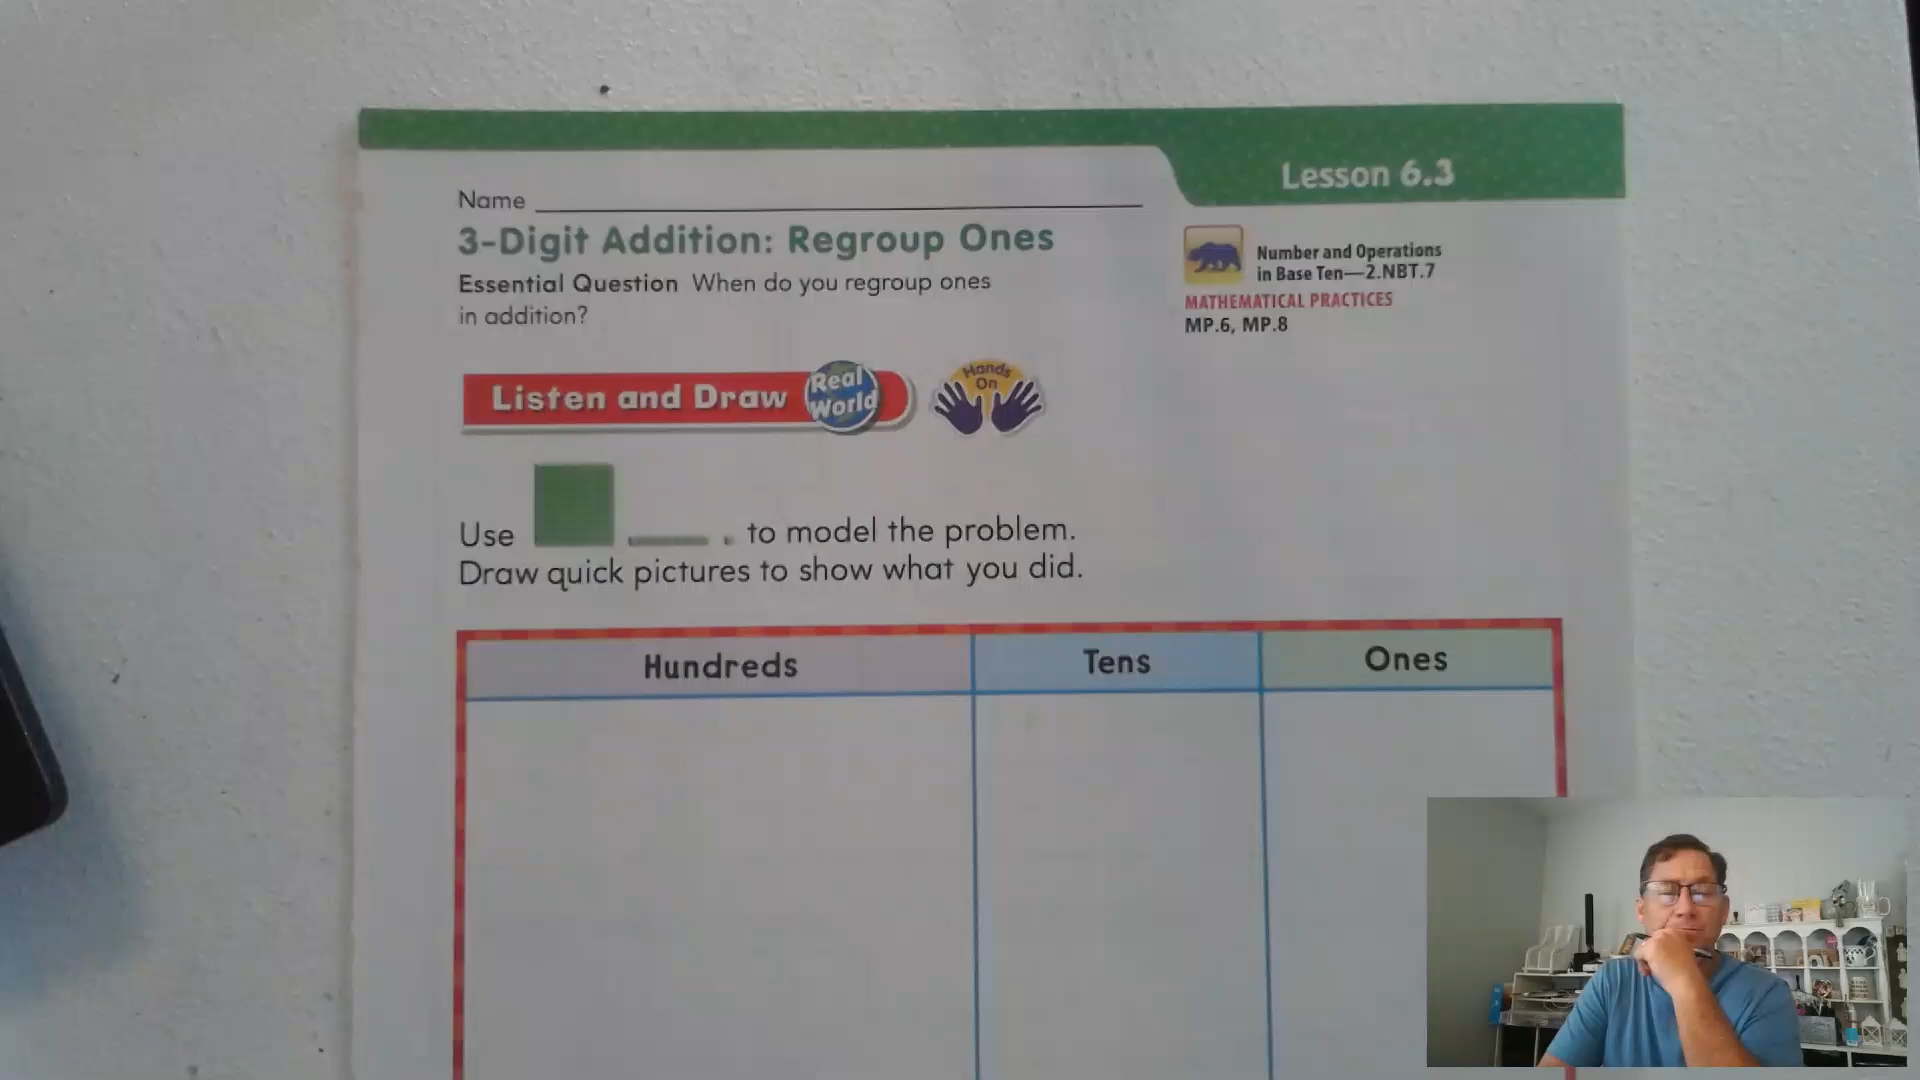 Lesson 6.3
Name
3-Digit Addition: Regroup Ones
Essential Question When do you regroup ones
in addition?
Number and Operations
in Base Ten—2.NBT.7
MATHEMATICAL PRACTICES
MP.6, MP.8
Listen and Draw
Real
World
Hands
On
Use to model the problem.
Draw quick pictures to show what you did.
Hundreds Tens Ones